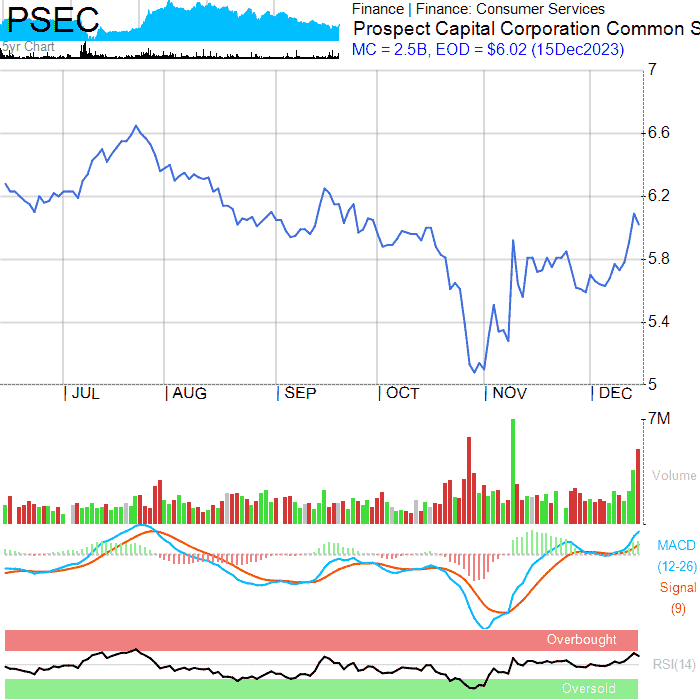 PSEC
5yr Chart
Finance | Finance: Consumer Services
Prospect Capital Corporation Common S
MC = 2.5B, EOD = $6.02 (15Dec2023)
7
6.6
6.2
5.8
5.4
5
| JUL | AUG | SEP | OCT | NOV | DEC
7M
Volume
MACD
(12-26)
Signal
(9)
Overbought
RSI(14)
Oversold